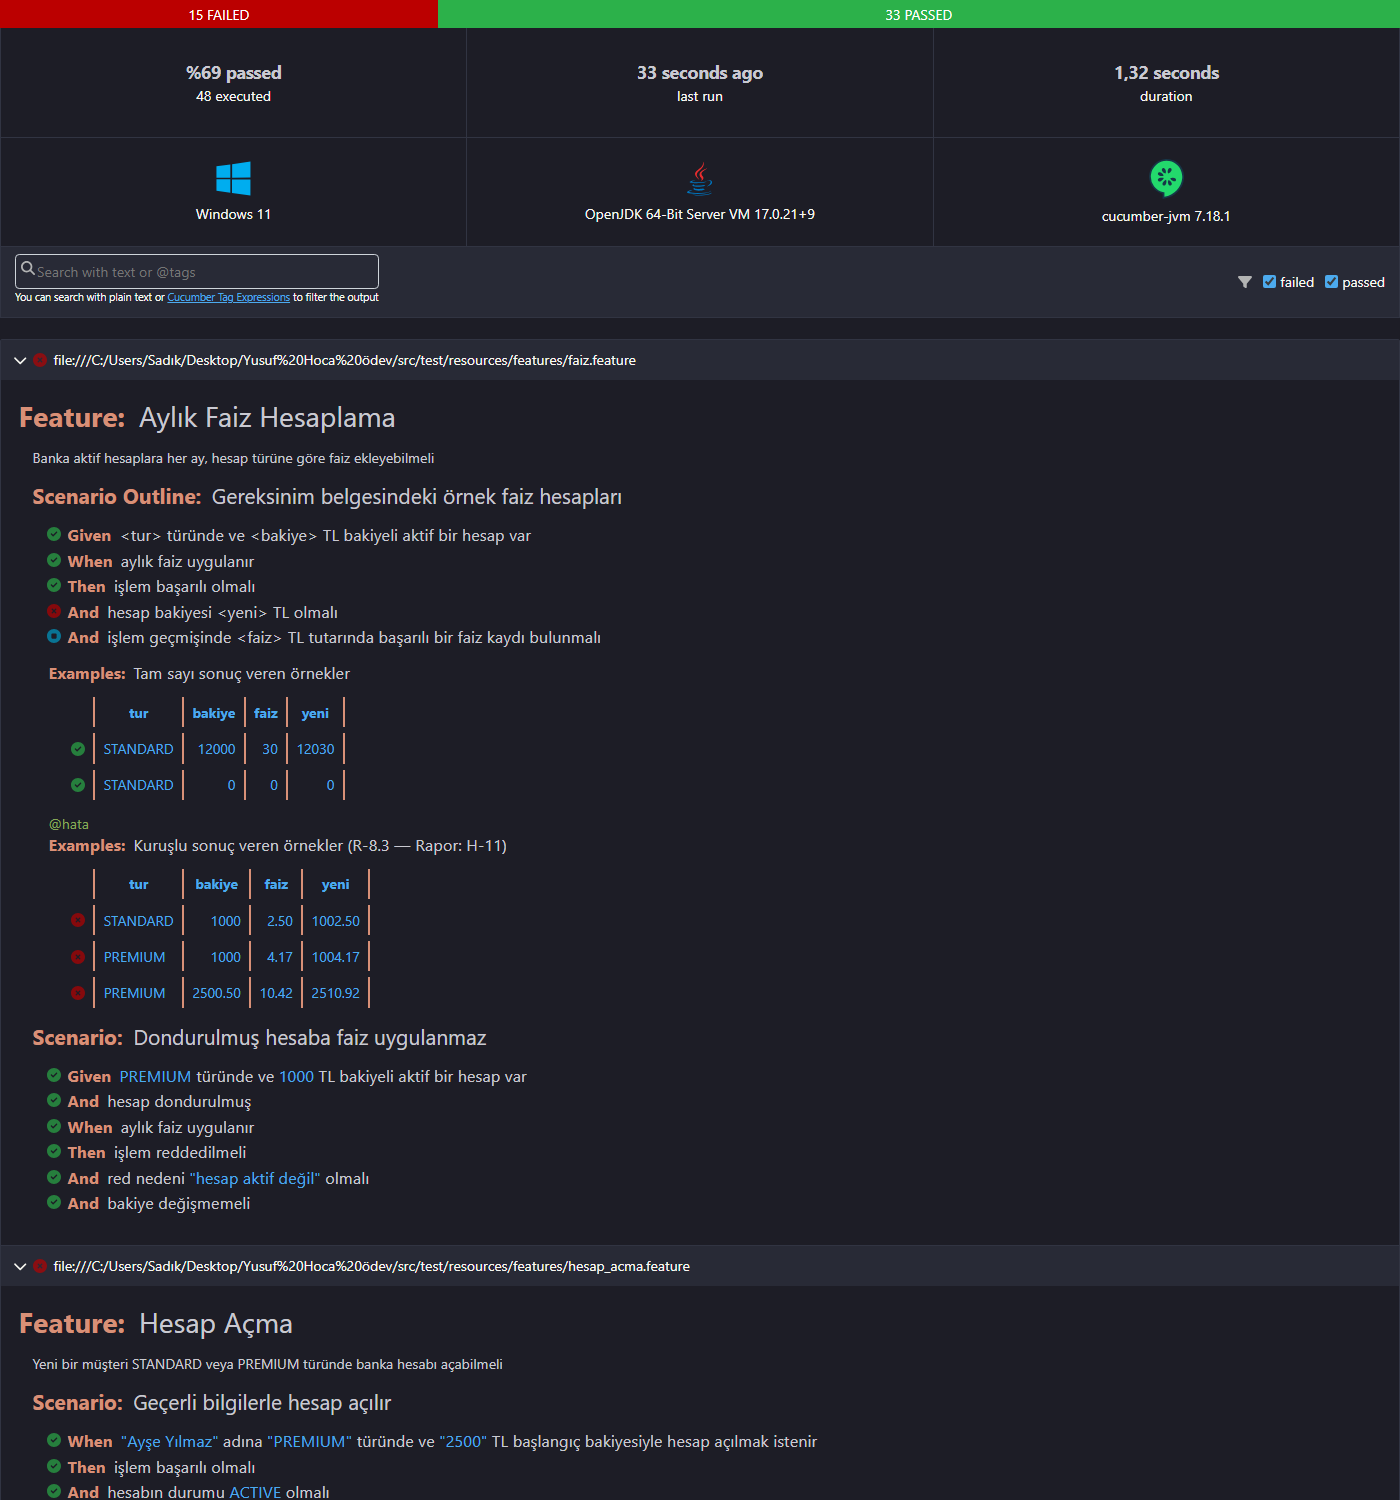 15 FAILED
33 PASSED
%69 passed
48 executed
33 seconds ago
last run
1,32 seconds
duration
Windows 11
OpenJDK 64-Bit Server VM 17.0.21+9
cucumber-jvm 7.18.1
Search with text or @tags
You can search with plain text or Cucumber Tag Expressions to filter the output
failed passed
file:///C:/Users/Sadık/Desktop/Yusuf%20Hoca%20ödev/src/test/resources/features/faiz.feature
Feature: Aylık Faiz Hesaplama
Banka aktif hesaplara her ay, hesap türüne göre faiz ekleyebilmeli
Scenario Outline: Gereksinim belgesindeki örnek faiz hesapları
Given <tur> türünde ve <bakiye> TL bakiyeli aktif bir hesap var
When aylık faiz uygulanır
Then işlem başarılı olmalı
And hesap bakiyesi <yeni> TL olmalı
And işlem geçmişinde <faiz> TL tutarında başarılı bir faiz kaydı bulunmalı
Examples: Tam sayı sonuç veren örnekler
tur bakiye faiz yeni
STANDARD 12000 30 12030
STANDARD 0 0 0
@hata
Examples: Kuruşlu sonuç veren örnekler (R-8.3 — Rapor: H-11)
tur bakiye faiz yeni
STANDARD 1000 2.50 1002.50
PREMIUM 1000 4.17 1004.17
PREMIUM 2500.50 10.42 2510.92
Scenario: Dondurulmuş hesaba faiz uygulanmaz
Given PREMIUM türünde ve 1000 TL bakiyeli aktif bir hesap var
And hesap dondurulmuş
When aylık faiz uygulanır
Then işlem reddedilmeli
And red nedeni "hesap aktif değil" olmalı
And bakiye değişmemeli
file:///C:/Users/Sadık/Desktop/Yusuf%20Hoca%20ödev/src/test/resources/features/hesap_acma.feature
Feature: Hesap Açma
Yeni bir müşteri STANDARD veya PREMIUM türünde banka hesabı açabilmeli
Scenario: Geçerli bilgilerle hesap açılır
When "Ayşe Yılmaz" adına "PREMIUM" türünde ve "2500" TL başlangıç bakiyesiyle hesap açılmak istenir
Then işlem başarılı olmalı
And hesabın durumu ACTIVE olmalı